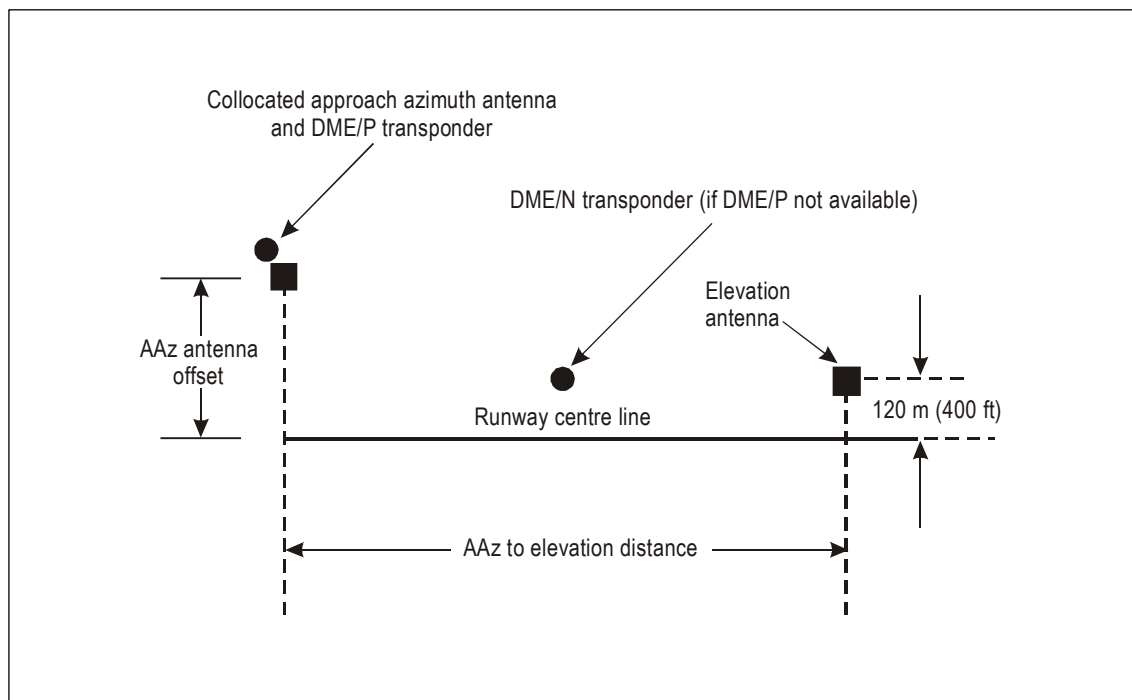 Collocated approach azimuth antenna
and DME/P transponder
DME/N transponder (if DME/P not available)
Elevation
antenna
AAz antenna
offset
120 m (400 ft)
Runway centre line
AAz to elevation distance